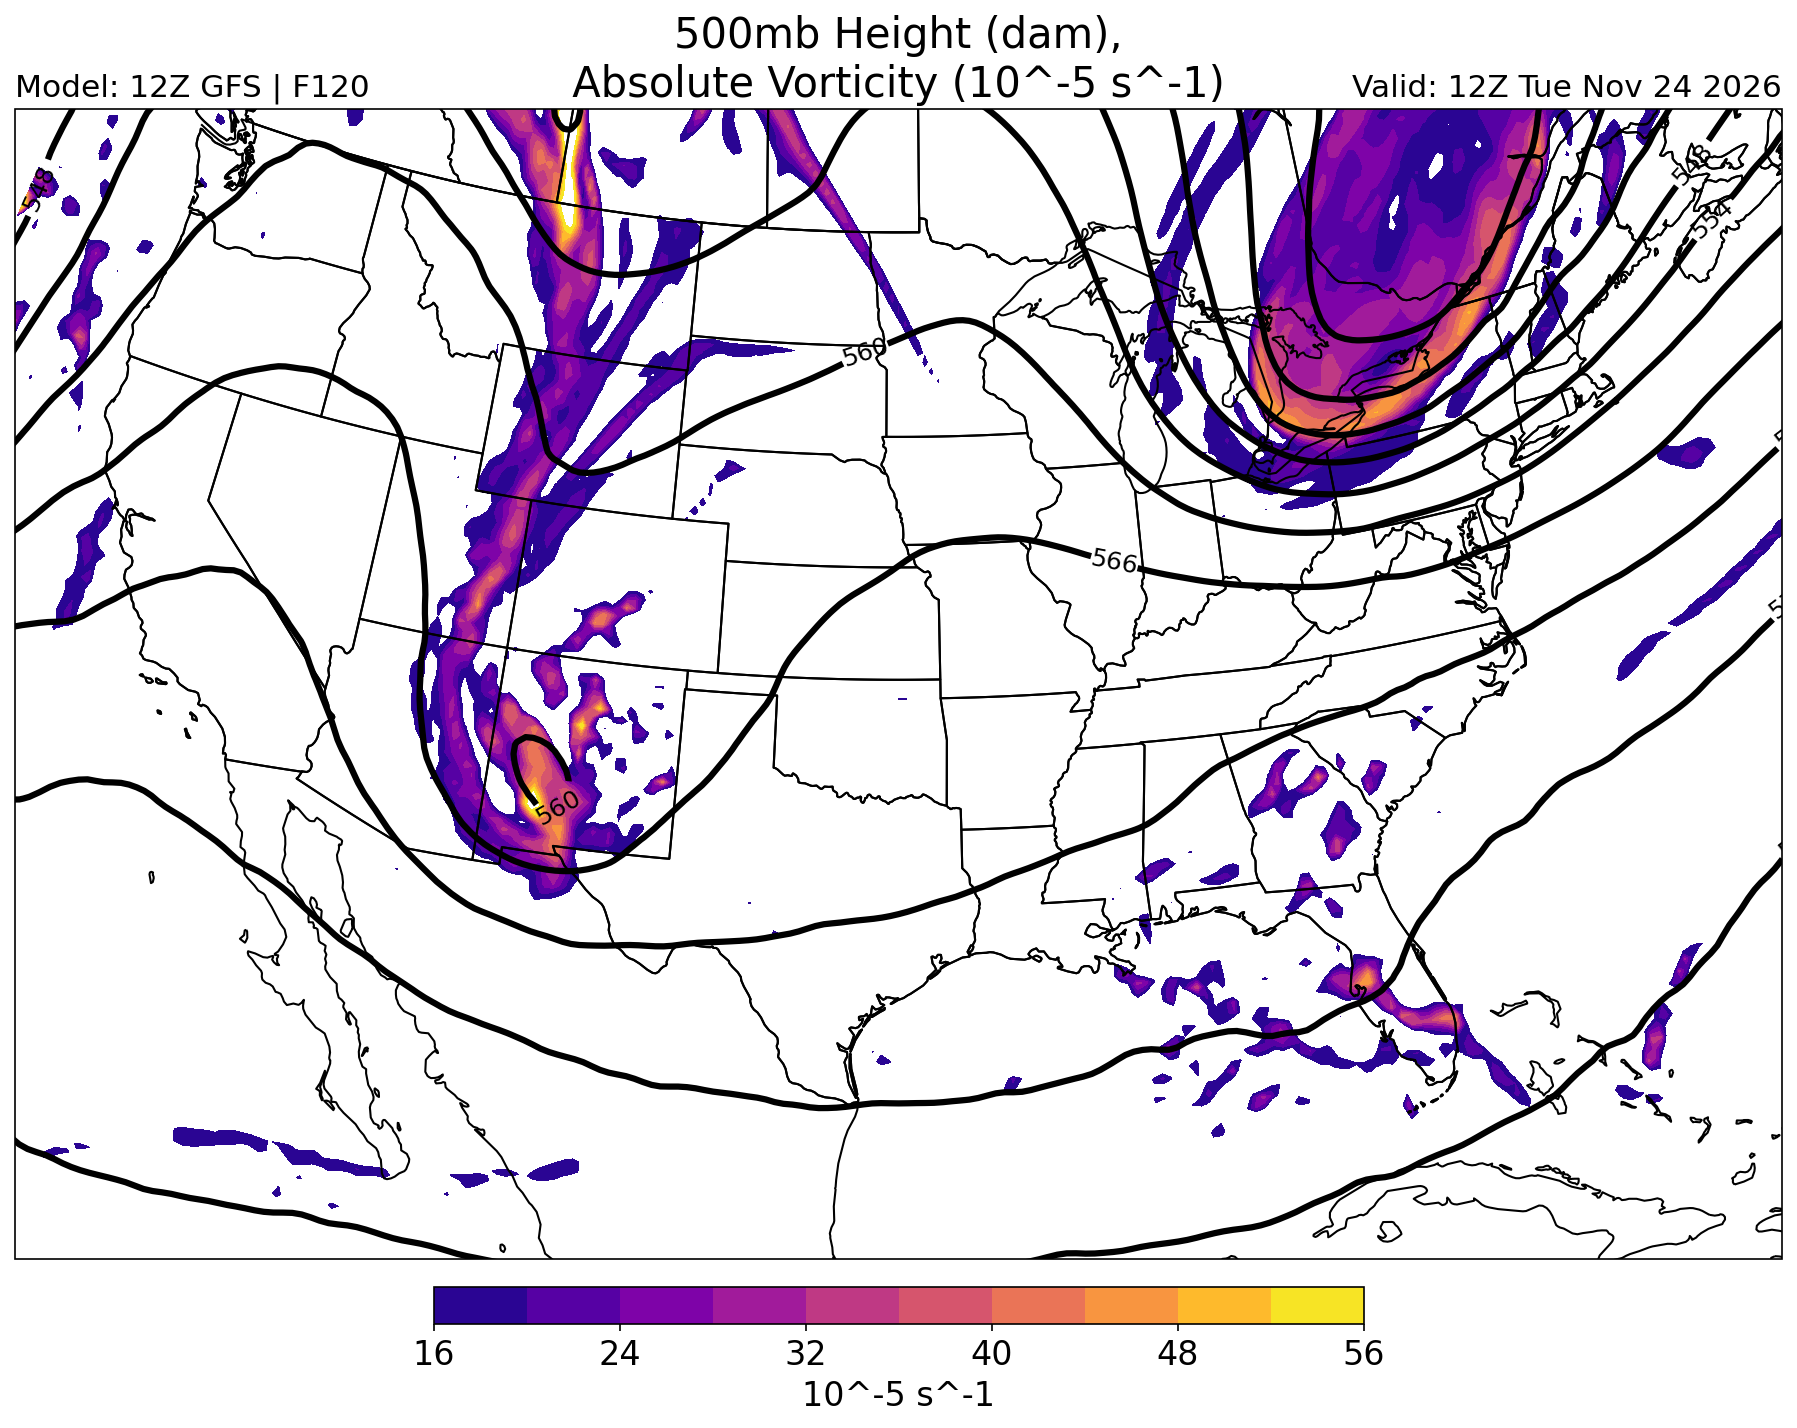 500mb Height (dam),
Model: 12Z GFS | F120
Absolute Vorticity (10^-5 s^-1)
Valid: 12Z Tue Nov 24 2026
548
548
554
560
566
560
16 24 32 40 48 56
10^-5 s^-1